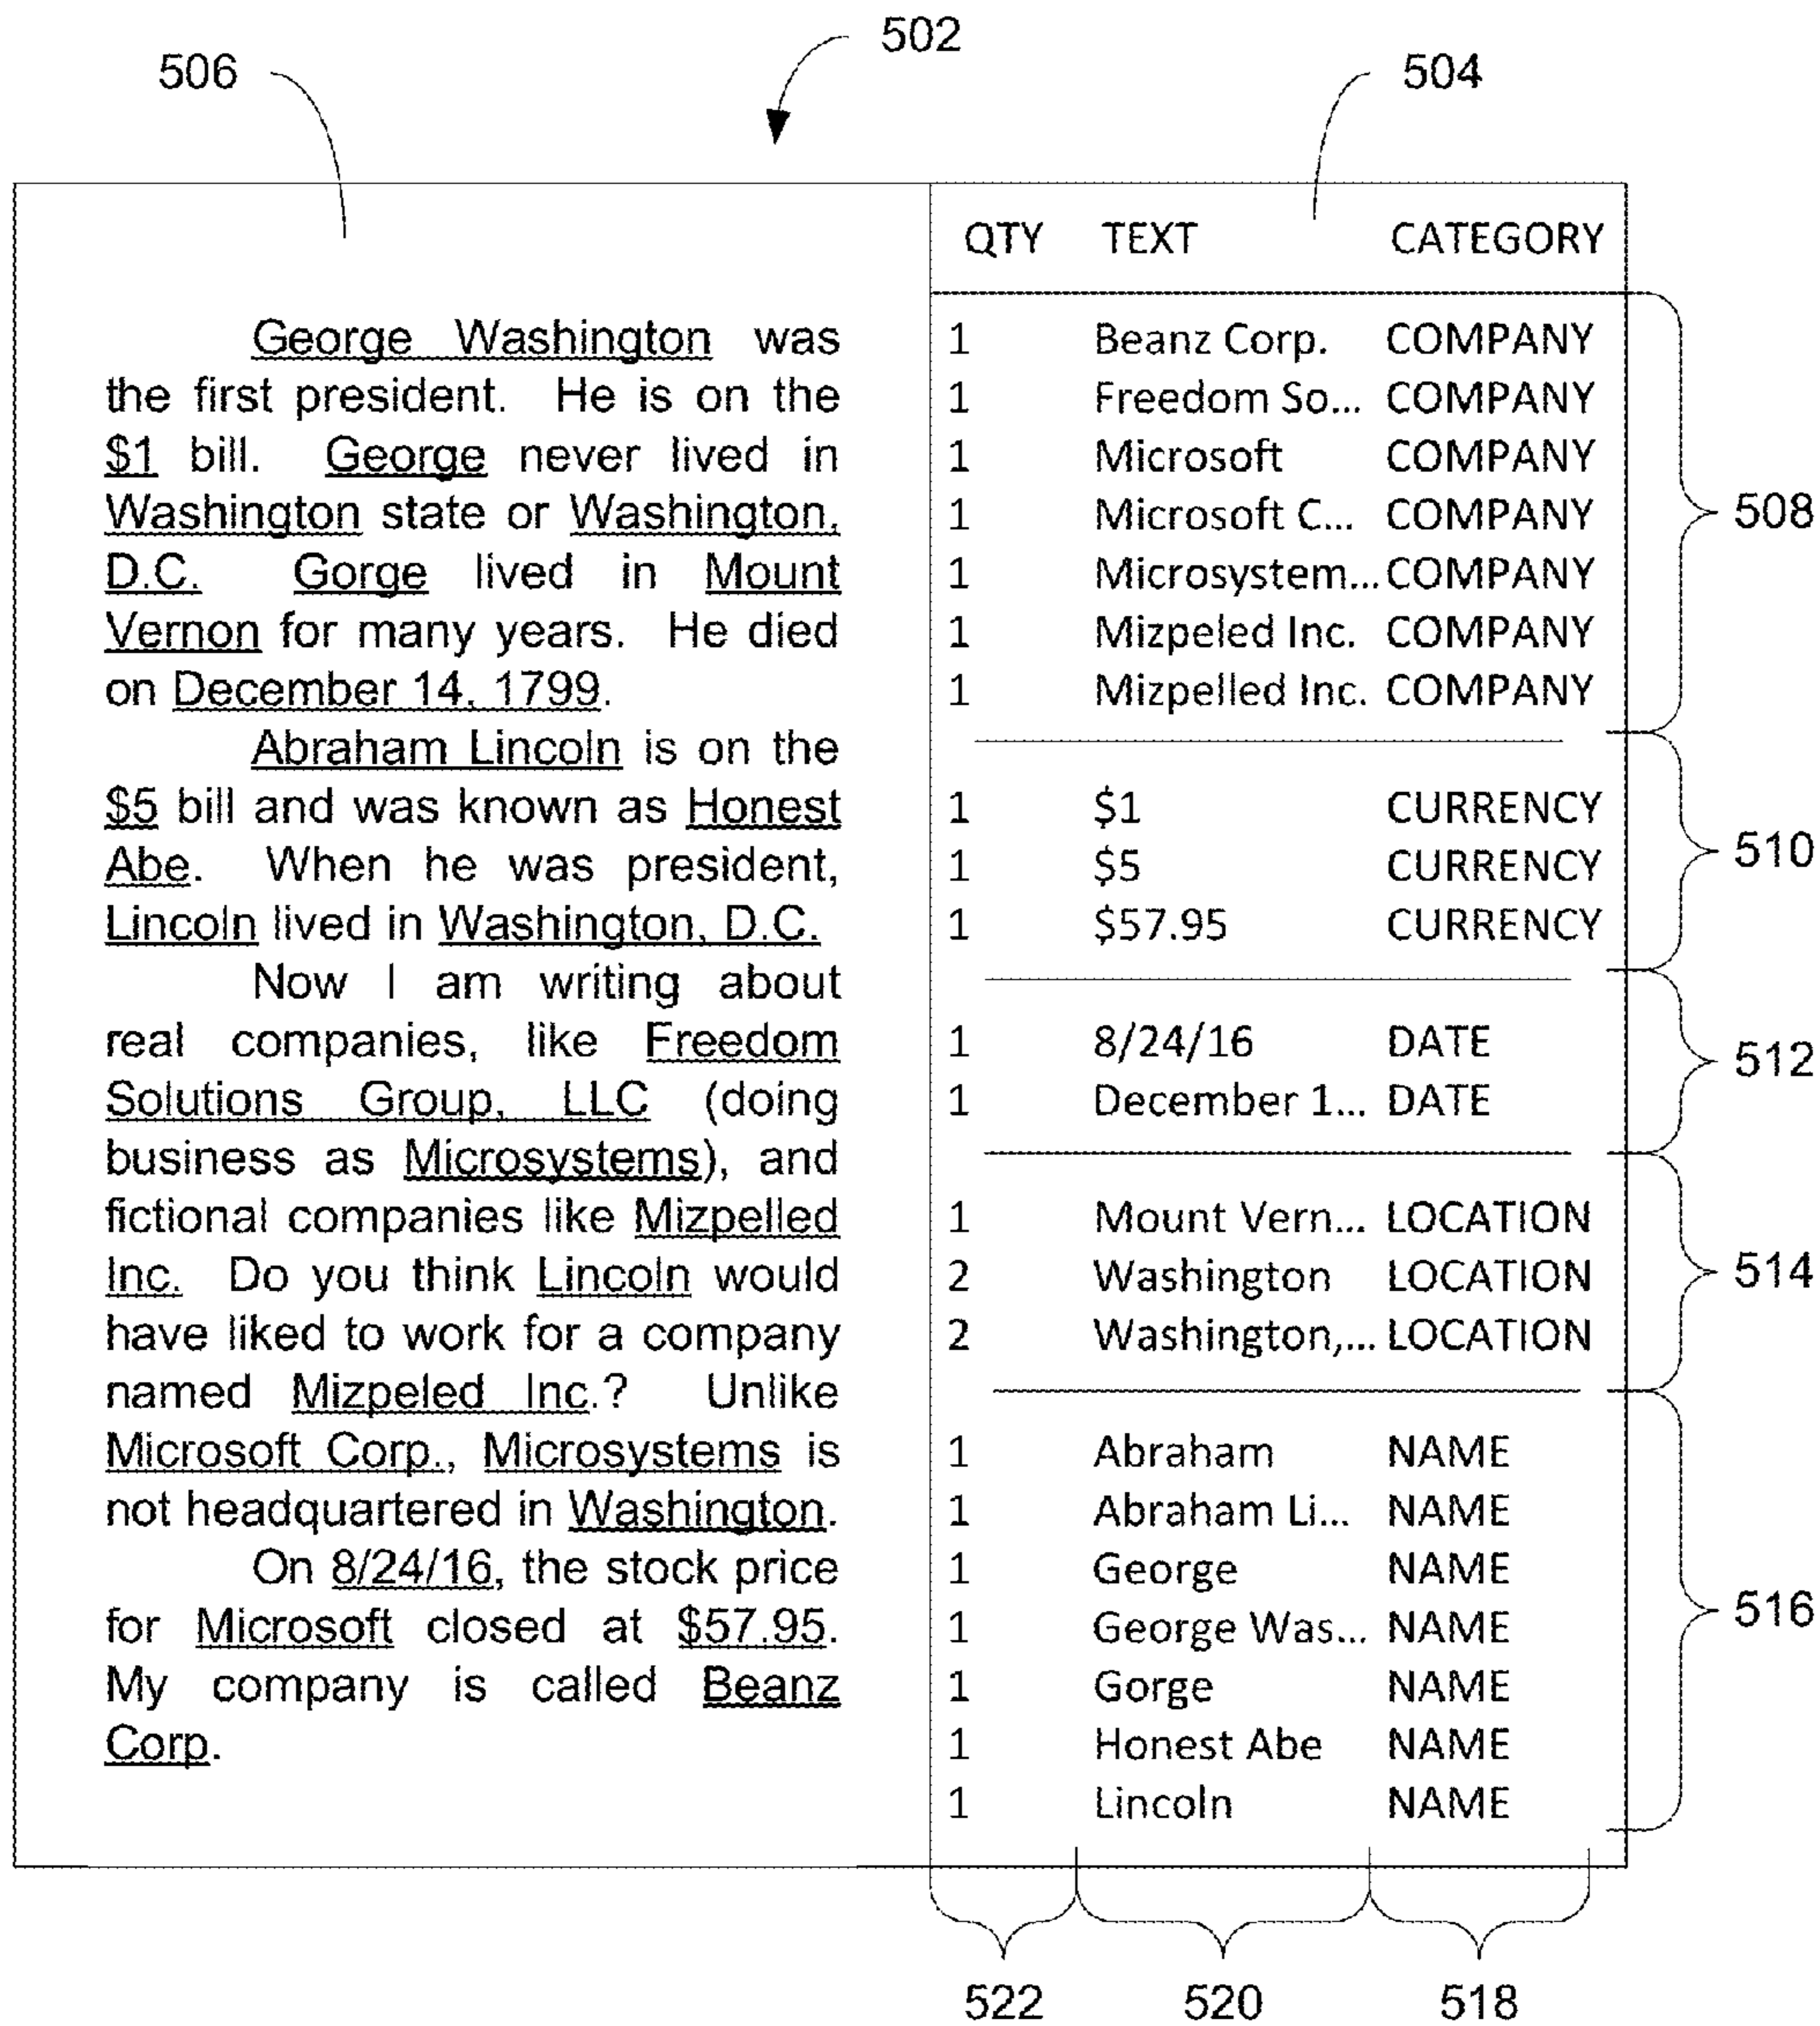 502
506
504
George Washington was
the first president. He is on the
$1 bill. George never lived in
Washington state or Washington,
D.C. Gorge lived in Mount
Vernon for many years. He died
on December 14, 1799.
Abraham Lincoln is on the
$5 bill and was known as Honest
Abe. When he was president,
Lincoln lived in Washington, D.C.
Now I am writing about
real companies, like Freedom
Solutions Group, LLC (doing
business as Microsystems), and
fictional companies like Mizpelled
Inc. Do you think Lincoln would
have liked to work for a company
named Mizpeled Inc.? Unlike
Microsoft Corp., Microsystems is
not headquartered in Washington.
On 8/24/16, the stock price
for Microsoft closed at $57.95.
My company is called Beanz
Corp.
QTY TEXT CATEGORY
1 Beanz Corp. COMPANY
1 Freedom So... COMPANY
1 Microsoft COMPANY
1 Microsoft C... COMPANY
1 Microsystem... COMPANY
1 Mizpeled Inc. COMPANY
1 Mizpelled Inc. COMPANY
508
1 $1 CURRENCY
1 $5 CURRENCY
1 $57.95 CURRENCY
510
1 8/24/16 DATE
1 December 1... DATE
512
1 Mount Vern... LOCATION
2 Washington LOCATION
2 Washington,... LOCATION
514
1 Abraham NAME
1 Abraham Li... NAME
1 George NAME
1 George Was... NAME
1 Gorge NAME
1 Honest Abe NAME
1 Lincoln NAME
516
522 520 518